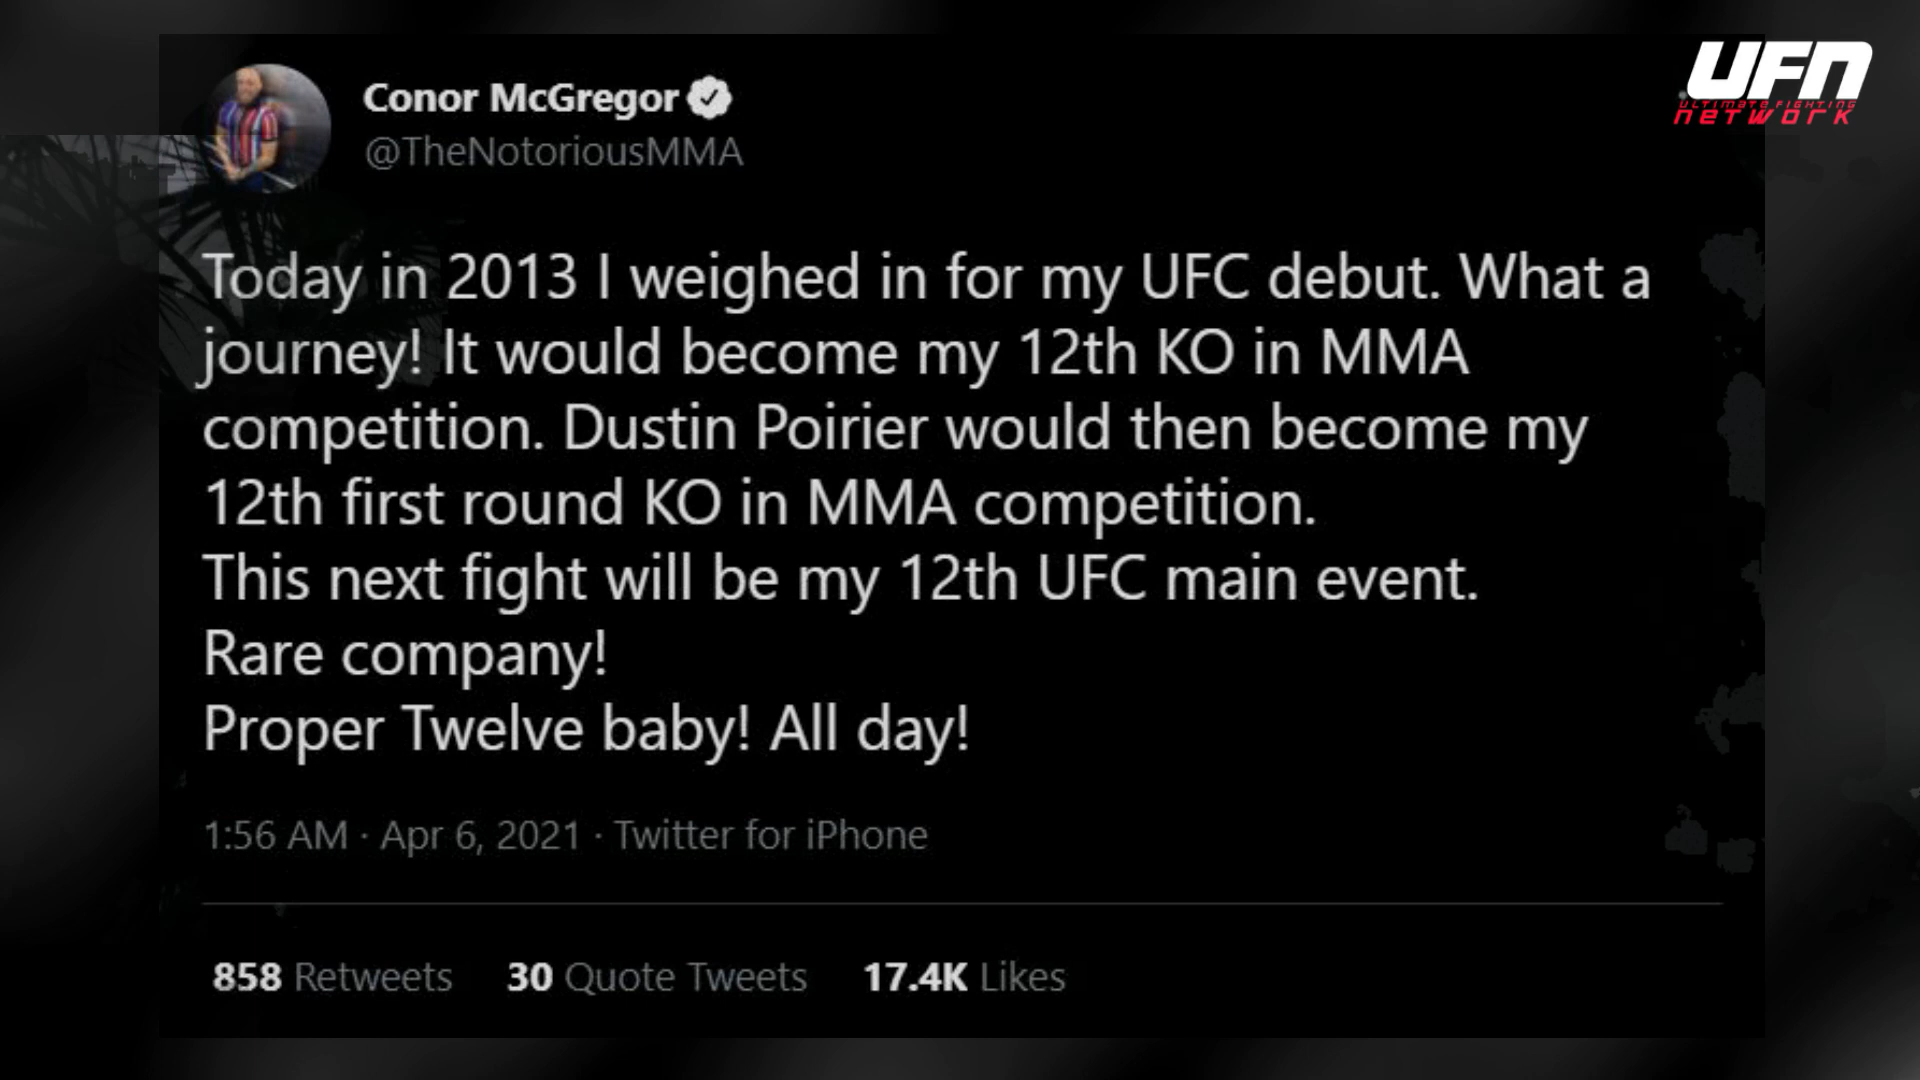 UFN
ULTIMATE FIGHTING
NETWORK
Conor McGregor
@TheNotoriousMMA
Today in 2013 I weighed in for my UFC debut. What a
journey! It would become my 12th KO in MMA
competition. Dustin Poirier would then become my
12th first round KO in MMA competition.
This next fight will be my 12th UFC main event.
Rare company!
Proper Twelve baby! All day!
1:56 AM · Apr 6, 2021 · Twitter for iPhone
858 Retweets 30 Quote Tweets 17.4K Likes